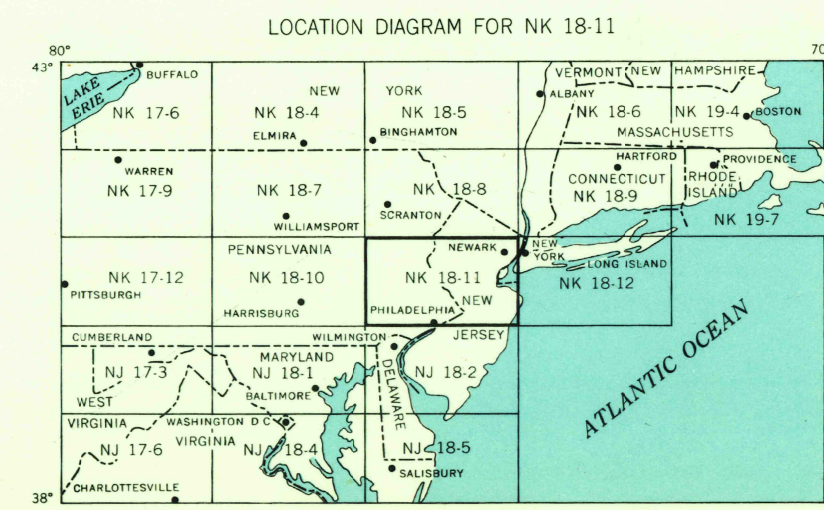 LOCATION DIAGRAM FOR NK 18-11
80°
70
43°
BUFFALO
LAKE
ERIE
NK 17-6
NEW
NK 18-4
ELMIRA
YORK
NK 18-5
BINGHAMTON
VERMONT
NEW
HAMPSHIRE
ALBANY
NK 18-6
NK 19-4
BOSTON
MASSACHUSETTS
WARREN
NK 17-9
NK 18-7
WILLIAMSPORT
NK 18-8
SCRANTON
HARTFORD
CONNECTICUT
NK 18-9
PROVIDENCE
RHODE
ISLAND
NK 19-7
PENNSYLVANIA
NK 17-12
PITTSBURGH
NK 18-10
HARRISBURG
NEWARK
NK 18-11
NEW
PHILADELPHIA
NEW
YORK
LONG ISLAND
NK 18-12
CUMBERLAND
NJ 17-3
WEST
WILMINGTON
MARYLAND
NJ 18-1
BALTIMORE
DELAWARE
JERSEY
NJ 18-2
ATLANTIC OCEAN
VIRGINIA
NJ 17-6
CHARLOTTESVILLE
WASHINGTON D C
VIRGINIA
NJ 18-4
NJ 18-5
SALISBURY
38°